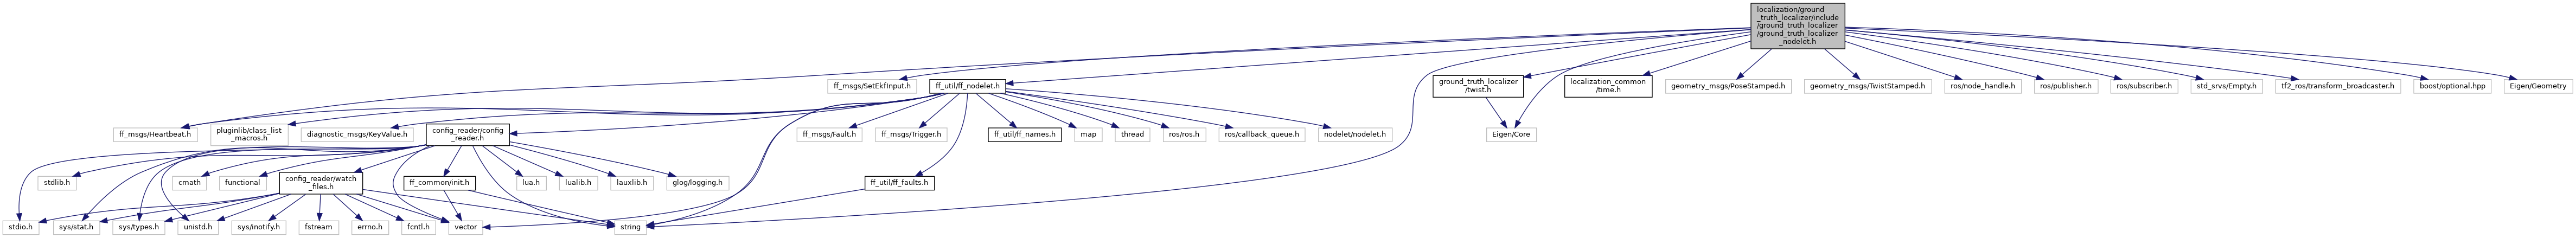 localization/ground
_truth_localizer/include
/ground_truth_localizer
/ground_truth_localizer
_nodelet.h
ff_msgs/SetEkfInput.h
ff_util/ff_nodelet.h
ground_truth_localizer
/twist.h
localization_common
/time.h
geometry_msgs/PoseStamped.h
geometry_msgs/TwistStamped.h
ros/node_handle.h
ros/publisher.h
ros/subscriber.h
std_srvs/Empty.h
tf2_ros/transform_broadcaster.h
boost/optional.hpp
Eigen/Geometry
ff_msgs/Heartbeat.h
pluginlib/class_list
_macros.h
diagnostic_msgs/KeyValue.h
config_reader/config
_reader.h
ff_msgs/Fault.h
ff_msgs/Trigger.h
ff_util/ff_names.h
map
thread
ros/ros.h
ros/callback_queue.h
nodelet/nodelet.h
Eigen/Core
stdlib.h
cmath
functional
config_reader/watch
_files.h
ff_common/init.h
lua.h
lualib.h
lauxlib.h
glog/logging.h
ff_util/ff_faults.h
stdio.h
sys/stat.h
sys/types.h
unistd.h
sys/inotify.h
fstream
errno.h
fcntl.h
vector
string